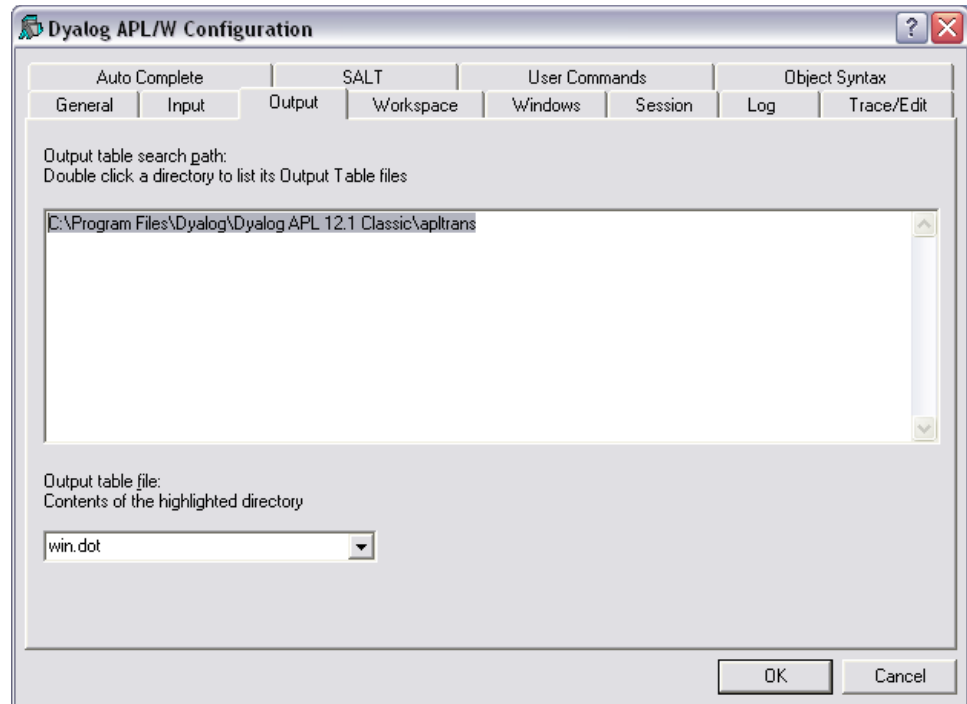 Dyalog APL/W Configuration
Auto Complete SALT User Commands Object Syntax
General Input Output Workspace Windows Session Log Trace/Edit
Output table search path:
Double click a directory to list its Output Table files
C:\Program Files\Dyalog\Dyalog APL 12.1 Classic\apltrans
Output table file:
Contents of the highlighted directory
win.dot
OK Cancel